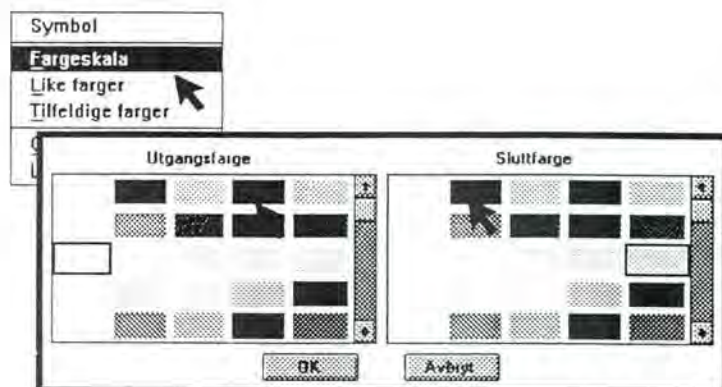 Symbol
Fargeskala
Like farger
Tilfeldige farger
Utgangsfarge
Sluttfarge
OK
Avbryt